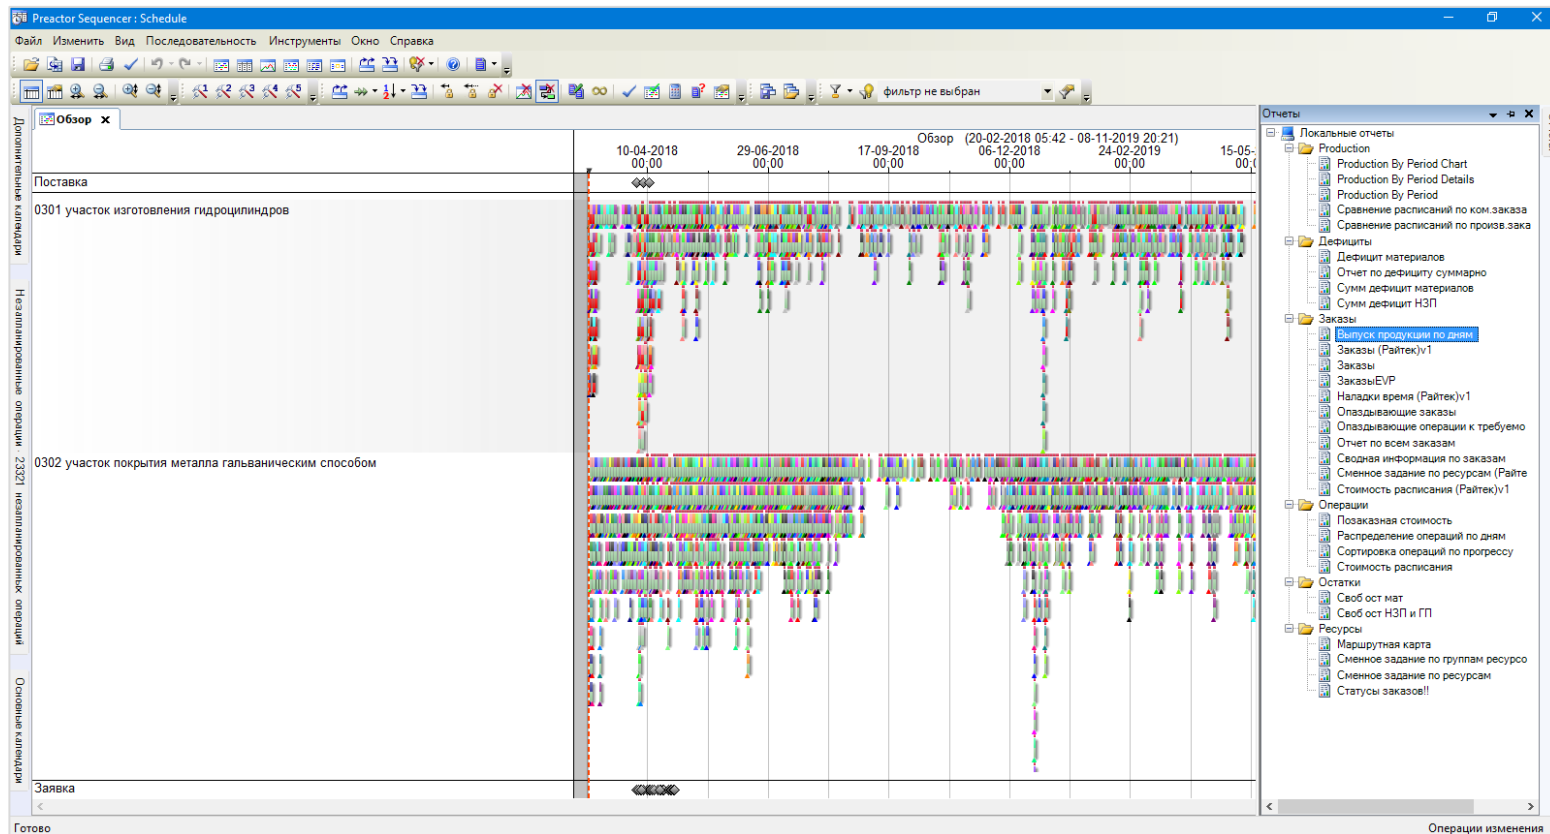 Preactor Sequencer : Schedule
Файл Изменить Вид Последовательность Инструменты Окно Справка
фильтр не выбран
Обзор
Дополнительные календари
Незапланированные операции - 23321 незапланированных операций
Основные календари
Обзор (20-02-2018 05:42 - 08-11-2019 20:21)
10-04-2018 29-06-2018 17-09-2018 06-12-2018 24-02-2019 15-05-
00:00 00:00 00:00 00:00 00:00 00:(
Поставка
0301 участок изготовления гидроцилиндров
0302 участок покрытия металла гальваническим способом
Заявка
Отчеты
Локальные отчеты
Production
Production By Period Chart
Production By Period Details
Production By Period
Сравнение расписаний по ком.заказа
Сравнение расписаний по произв.зака
Дефициты
Дефицит материалов
Отчет по дефициту суммарно
Сумм дефицит материалов
Сумм дефицит НЗП
Заказы
Выпуск продукции по дням
Заказы (Райтек)v1
Заказы
ЗаказыEVP
Наладки время (Райтек)v1
Опаздывающие заказы
Опаздывающие операции к требуемо
Отчет по всем заказам
Сводная информация по заказам
Сменное задание по ресурсам (Райте
Стоимость расписания (Райтек)v1
Операции
Позаказная стоимость
Распределение операций по дням
Сортировка операций по прогрессу
Стоимость расписания
Остатки
Своб ост мат
Своб ост НЗП и ГП
Ресурсы
Маршрутная карта
Сменное задание по группам ресурсо
Сменное задание по ресурсам
Статусы заказов!!
Готово
Операции изменения